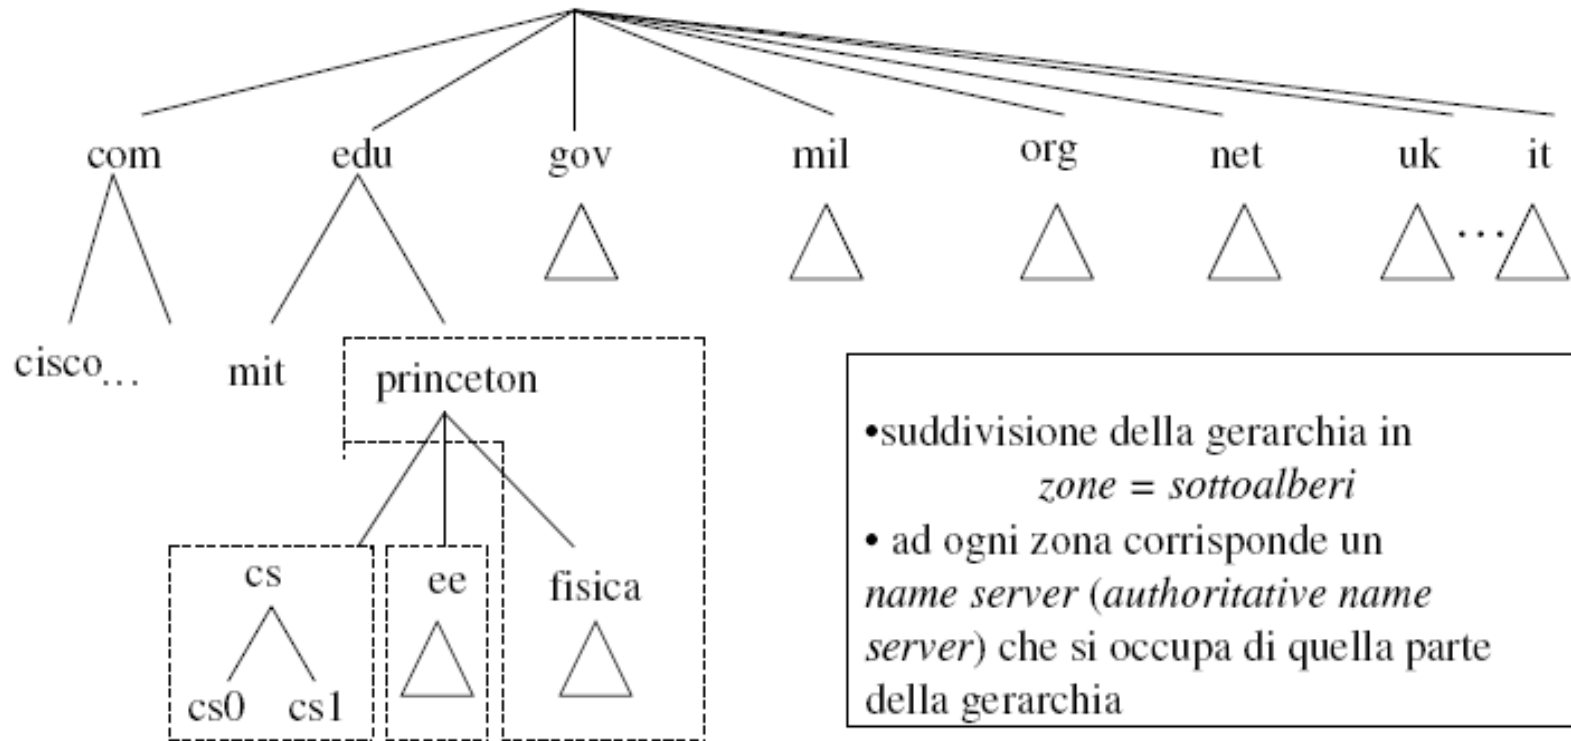 com edu gov mil org net uk it
...
cisco... mit princeton
cs ee fisica
cs0 cs1
•suddivisione della gerarchia in
zone = sottoalberi
• ad ogni zona corrisponde un
name server (authoritative name
server) che si occupa di quella parte
della gerarchia